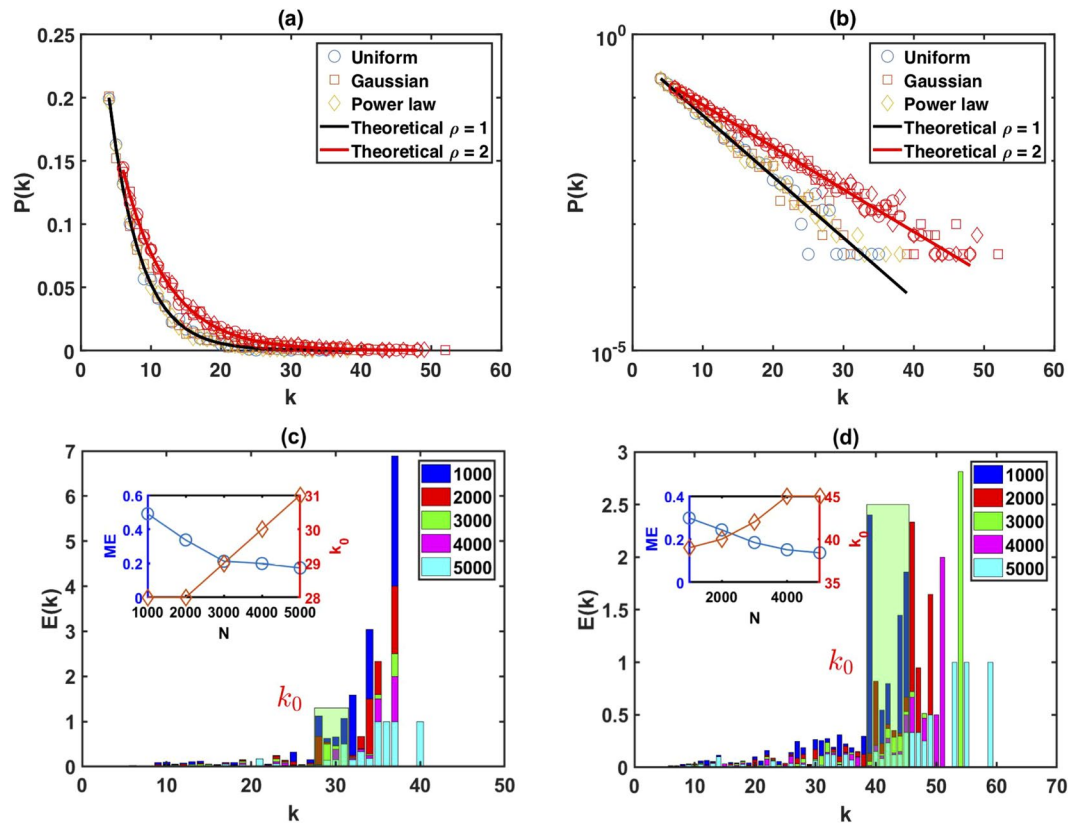 (a)
0.25
0.2
0.15
0.1
0.05
0
P(k)
0
10
20
30
40
50
60
k
Uniform
Gaussian
Power law
Theoretical ρ = 1
Theoretical ρ = 2
(b)
10^0
10^-5
P(k)
0
10
20
30
40
50
60
k
Uniform
Gaussian
Power law
Theoretical ρ = 1
Theoretical ρ = 2
(c)
7
6
5
4
3
2
1
0
E(k)
0
10
20
30
40
50
k
1000
2000
3000
4000
5000
0.6
0.4
0.2
0
ME
31
30
29
28
k_0
1000
2000
3000
4000
5000
N
k_0
(d)
3
2.5
2
1.5
1
0.5
0
E(k)
0
10
20
30
40
50
60
70
k
1000
2000
3000
4000
5000
0.4
0.2
0
ME
45
40
35
k_0
2000
4000
N
k_0